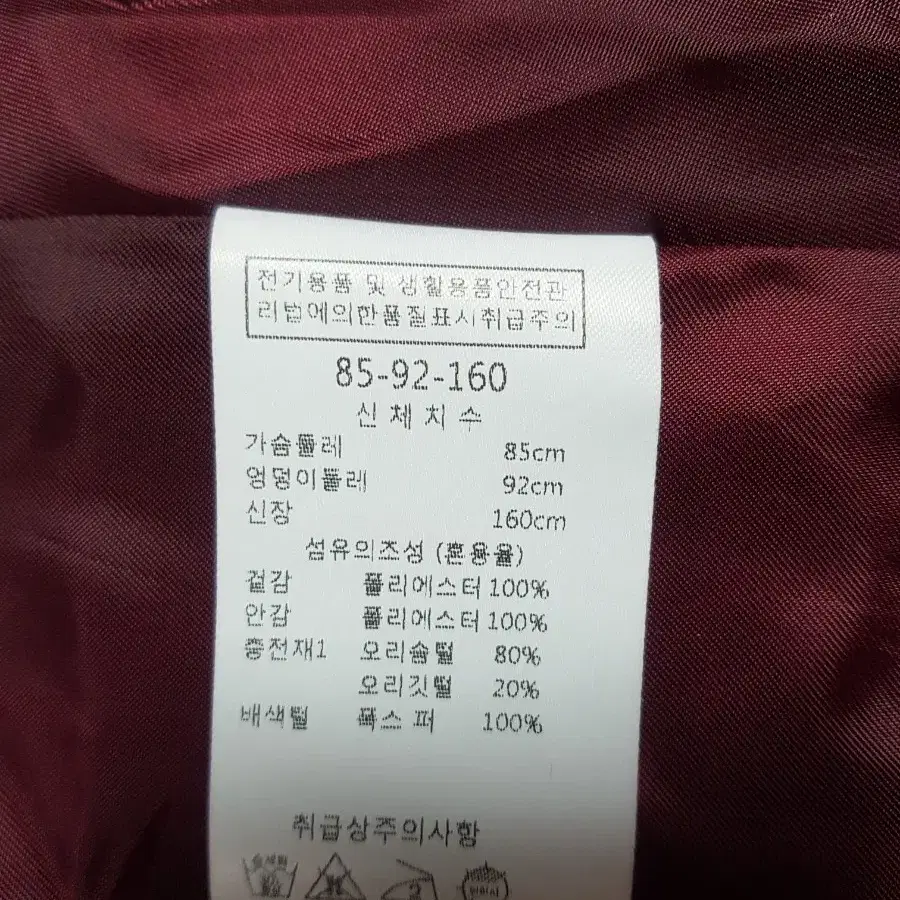 전기용품 및 생활용품안전관
리법에의한품질표시취급주의
85-92-160
신체치수
가슴둘레 85cm
엉덩이둘레 92cm
신장 160cm
섬유의조성 (혼용율)
겉감 폴리에스터 100%
안감 폴리에스터 100%
충전재1 오리솜털 80%
오리깃털 20%
배색털 폭스 퍼 100%
취급상주의사항